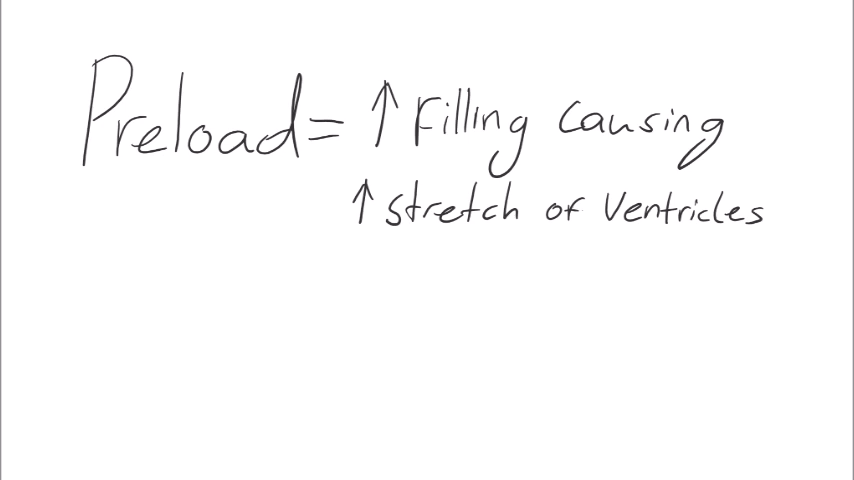 Preload = ↑ Filling causing
↑ stretch of Ventricles